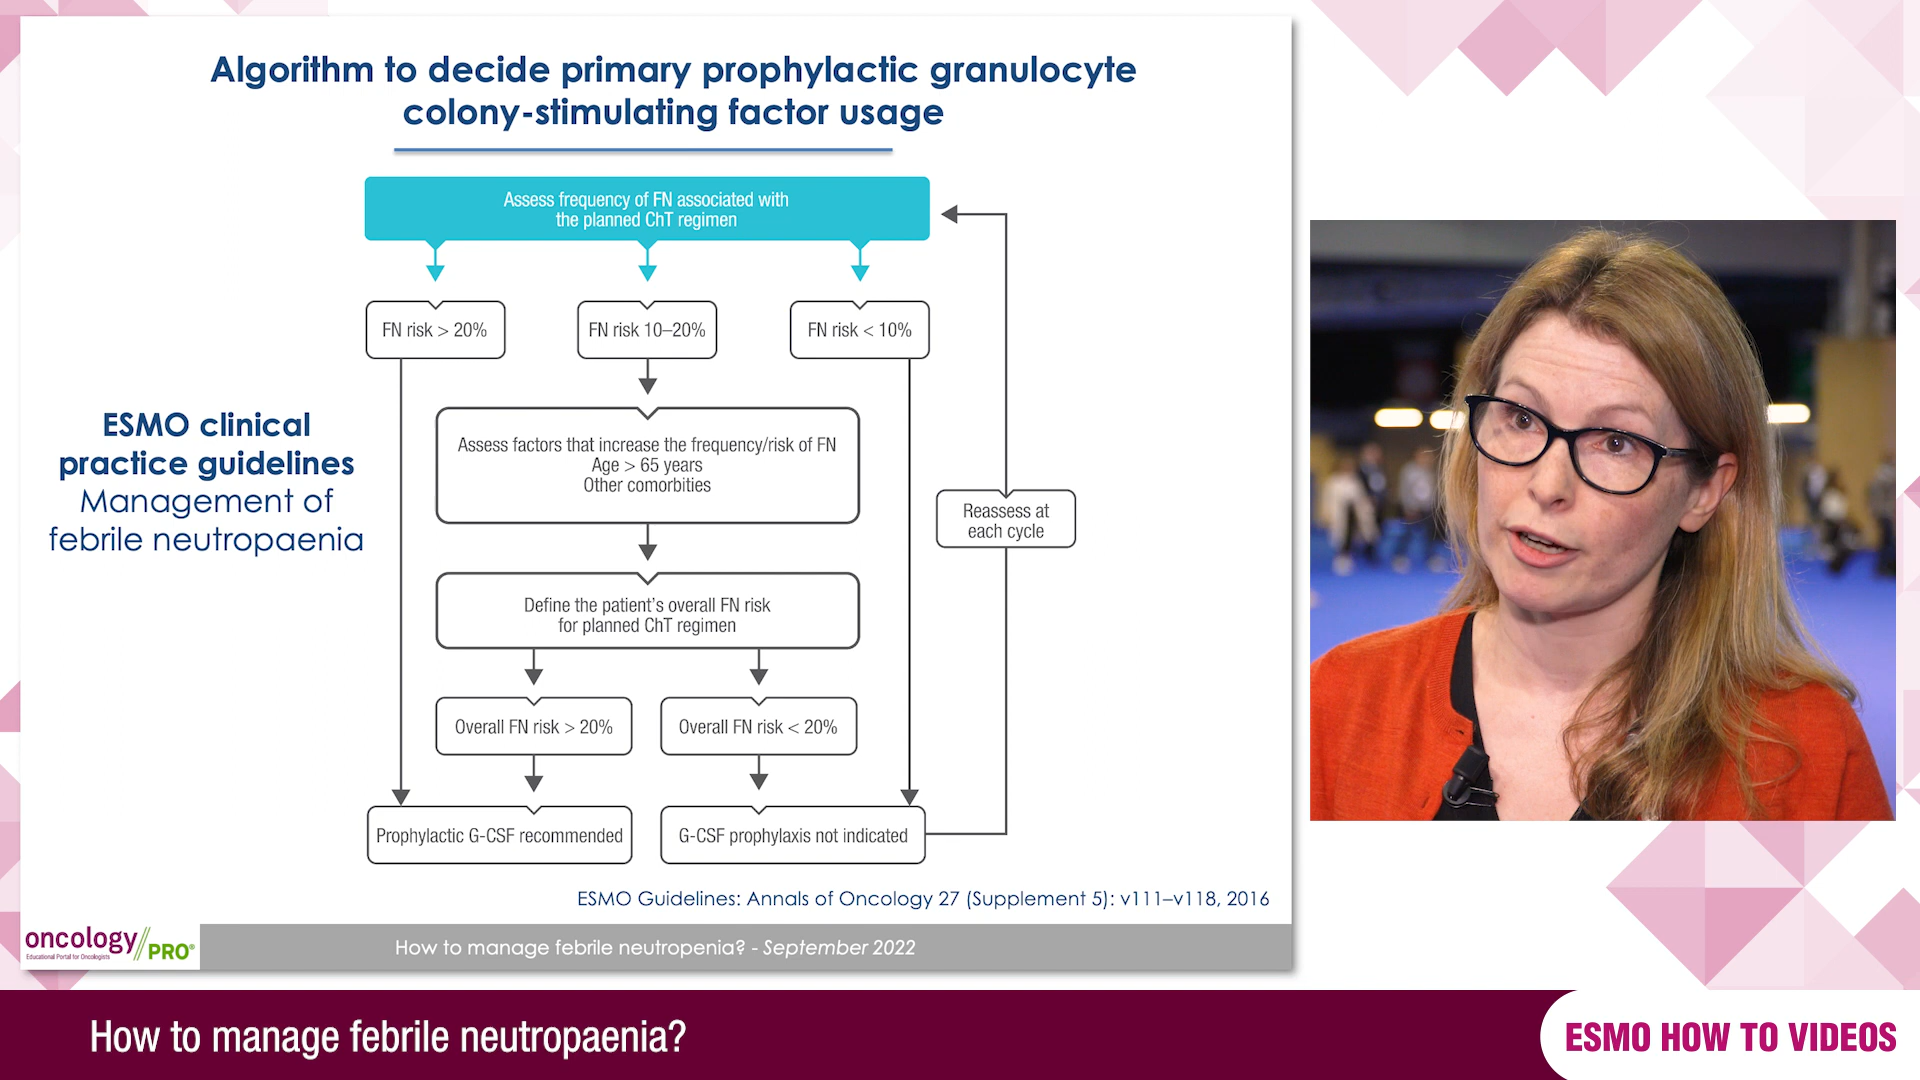 Algorithm to decide primary prophylactic granulocyte
colony-stimulating factor usage
Assess frequency of FN associated with
the planned ChT regimen
FN risk > 20%
FN risk 10–20%
FN risk < 10%
Assess factors that increase the frequency/risk of FN
Age > 65 years
Other comorbities
ESMO clinical
practice guidelines
Management of
febrile neutropaenia
Reassess at
each cycle
Define the patient's overall FN risk
for planned ChT regimen
Overall FN risk > 20%
Overall FN risk < 20%
Prophylactic G-CSF recommended
G-CSF prophylaxis not indicated
ESMO Guidelines: Annals of Oncology 27 (Supplement 5): v111–v118, 2016
oncology//PRO®
Educational Portal for Oncologists
How to manage febrile neutropenia? - September 2022
How to manage febrile neutropaenia?
ESMO HOW TO VIDEOS